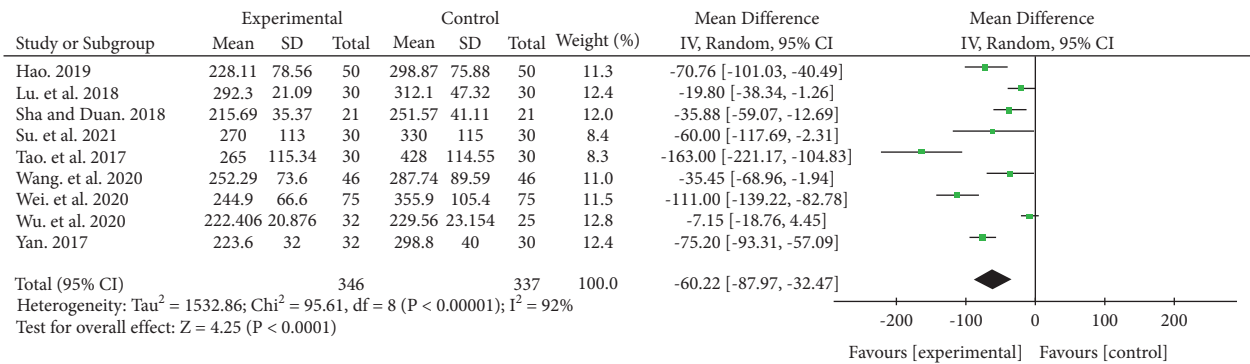 Experimental Control Mean Difference Mean Difference
Study or Subgroup Mean SD Total Mean SD Total Weight (%) IV, Random, 95% CI IV, Random, 95% CI
Hao. 2019 228.11 78.56 50 298.87 75.88 50 11.3 -70.76 [-101.03, -40.49]
Lu. et al. 2018 292.3 21.09 30 312.1 47.32 30 12.4 -19.80 [-38.34, -1.26]
Sha and Duan. 2018 215.69 35.37 21 251.57 41.11 21 12.0 -35.88 [-59.07, -12.69]
Su. et al. 2021 270 113 30 330 115 30 8.4 -60.00 [-117.69, -2.31]
Tao. et al. 2017 265 115.34 30 428 114.55 30 8.3 -163.00 [-221.17, -104.83]
Wang. et al. 2020 252.29 73.6 46 287.74 89.59 46 11.0 -35.45 [-68.96, -1.94]
Wei. et al. 2020 244.9 66.6 75 355.9 105.4 75 11.5 -111.00 [-139.22, -82.78]
Wu. et al. 2020 222.406 20.876 32 229.56 23.154 25 12.8 -7.15 [-18.76, 4.45]
Yan. 2017 223.6 32 32 298.8 40 30 12.4 -75.20 [-93.31, -57.09]
Total (95% CI) 346 337 100.0 -60.22 [-87.97, -32.47]
Heterogeneity: Tau² = 1532.86; Chi² = 95.61, df = 8 (P < 0.00001); I² = 92%
Test for overall effect: Z = 4.25 (P < 0.0001)
-200 -100 0 100 200
Favours [experimental] Favours [control]